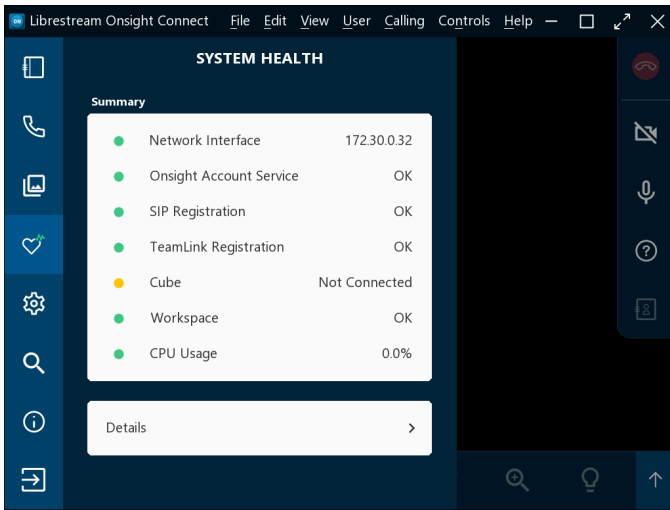 ON Librestream Onsight Connect File Edit View User Calling Controls Help
SYSTEM HEALTH
Summary
Network Interface 172.30.0.32
Onsight Account Service OK
SIP Registration OK
TeamLink Registration OK
Cube Not Connected
Workspace OK
CPU Usage 0.0%
Details